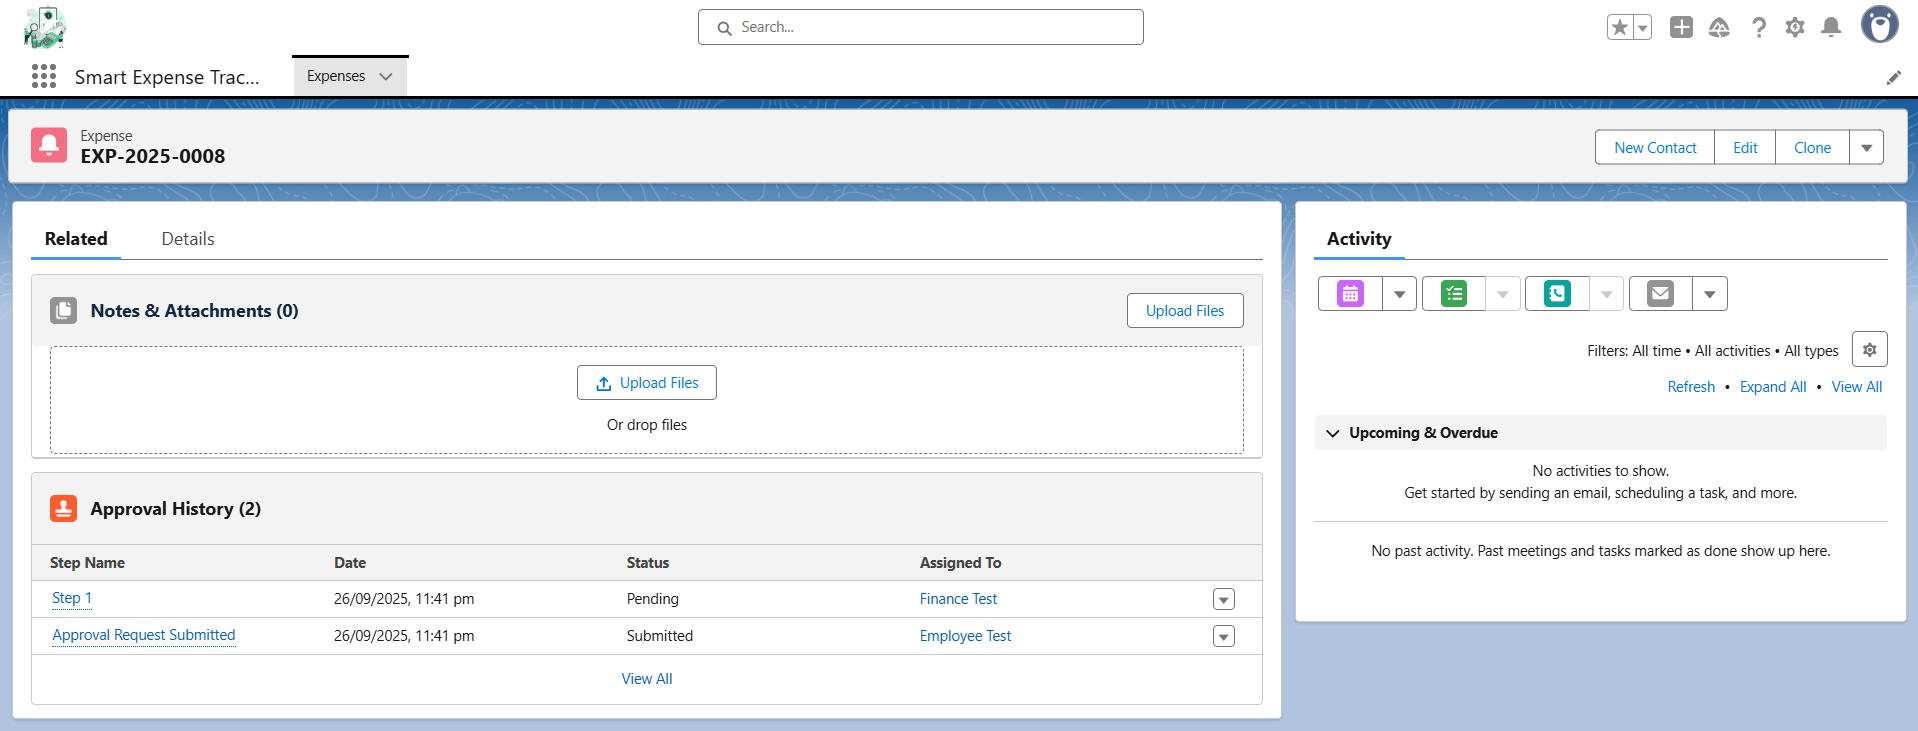 Search...
Smart Expense Trac...
Expenses
Expense
EXP-2025-0008
New Contact
Edit
Clone
Related
Details
Notes & Attachments (0)
Upload Files
Upload Files
Or drop files
Approval History (2)
Step Name Date Status Assigned To
Step 1 26/09/2025, 11:41 pm Pending Finance Test
Approval Request Submitted 26/09/2025, 11:41 pm Submitted Employee Test
View All
Activity
Filters: All time • All activities • All types
Refresh • Expand All • View All
Upcoming & Overdue
No activities to show.
Get started by sending an email, scheduling a task, and more.
No past activity. Past meetings and tasks marked as done show up here.